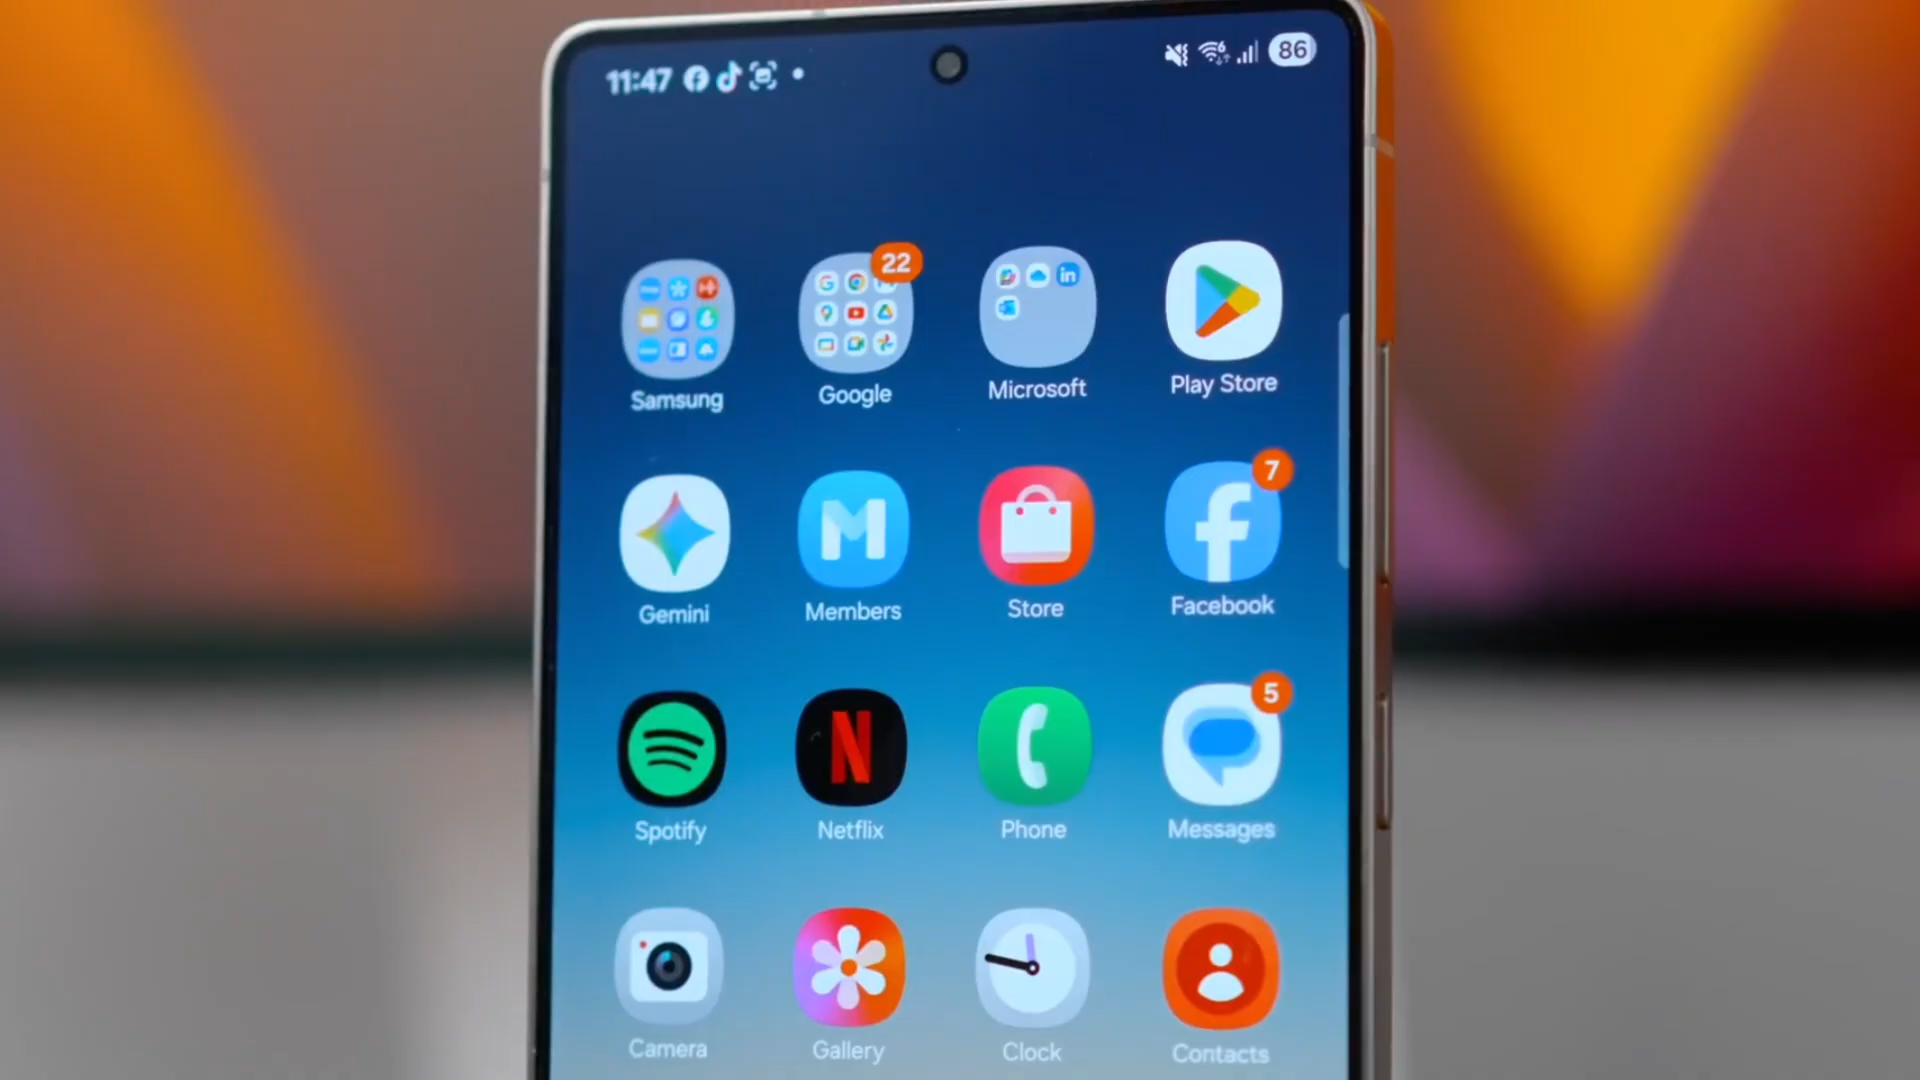 11:47
86
22
Samsung Google Microsoft Play Store
7
M
Gemini Members Store Facebook
5
N
Spotify Netflix Phone Messages
Camera Gallery Clock Contacts